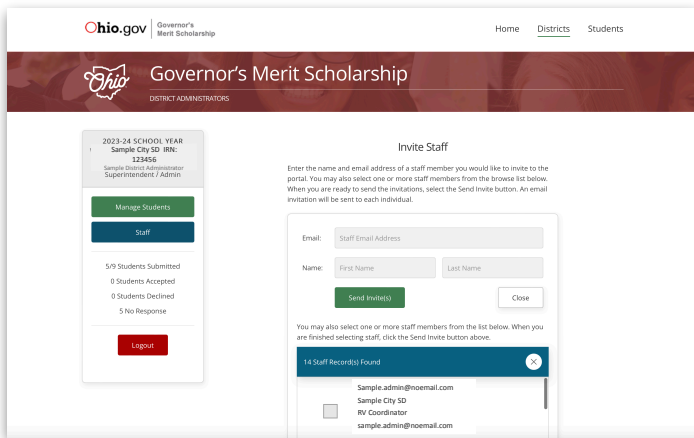 Ohio.gov
Governor's
Merit Scholarship
Home Districts Students
Ohio
Governor's Merit Scholarship
DISTRICT ADMINISTRATORS
2023-24 SCHOOL YEAR
Sample City SD IRN:
123456
Sample District Administrator
Superintendent / Admin
Manage Students
Staff
5/9 Students Submitted
0 Students Accepted
0 Students Declined
5 No Response
Logout
Invite Staff
Enter the name and email address of a staff member you would like to invite to the
portal. You may also select one or more staff members from the browse list below.
When you are ready to send the invitations, select the Send Invite button. An email
invitation will be sent to each individual.
Email: Staff Email Address
Name: First Name Last Name
Send Invite(s) Close
You may also select one or more staff members from the list below. When you
are finished selecting staff, click the Send Invite button above.
14 Staff Record(s) Found
Sample.admin@noemail.com
Sample City SD
RV Coordinator
sample.admin@noemail.com